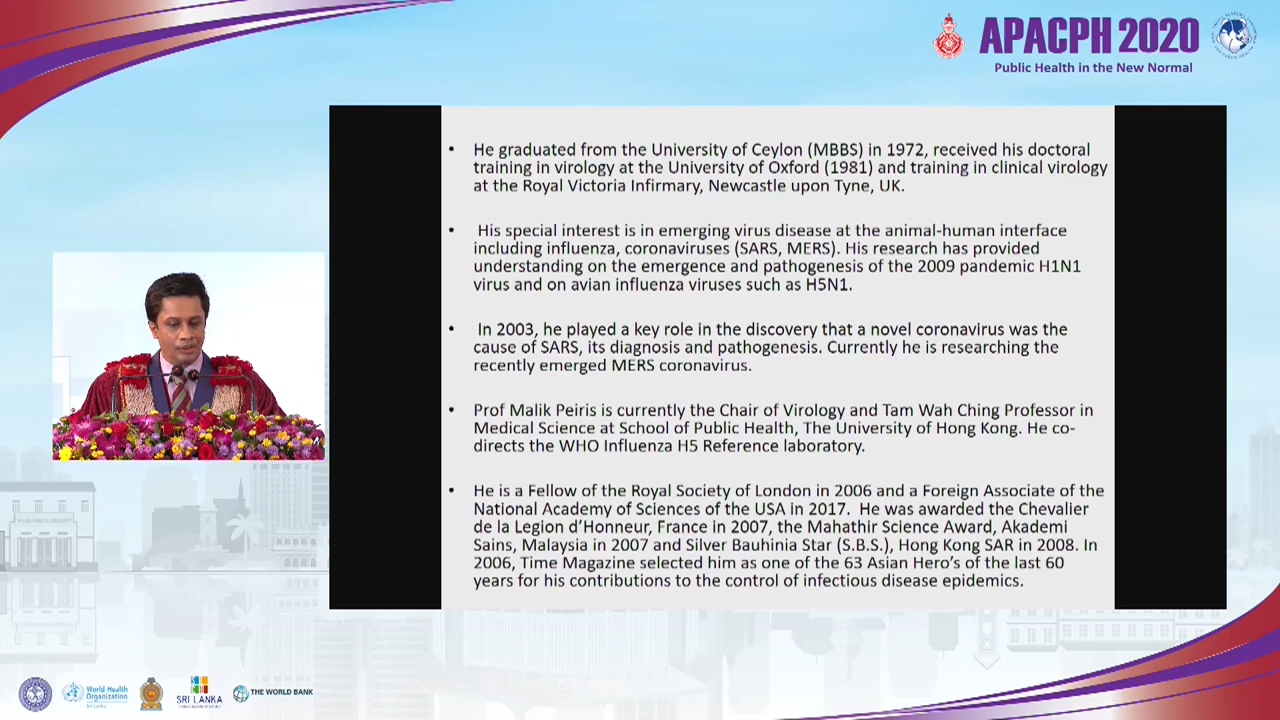 APACPH 2020
Public Health in the New Normal
• He graduated from the University of Ceylon (MBBS) in 1972, received his doctoral
training in virology at the University of Oxford (1981) and training in clinical virology
at the Royal Victoria Infirmary, Newcastle upon Tyne, UK.
• His special interest is in emerging virus disease at the animal-human interface
including influenza, coronaviruses (SARS, MERS). His research has provided
understanding on the emergence and pathogenesis of the 2009 pandemic H1N1
virus and on avian influenza viruses such as H5N1.
• In 2003, he played a key role in the discovery that a novel coronavirus was the
cause of SARS, its diagnosis and pathogenesis. Currently he is researching the
recently emerged MERS coronavirus.
• Prof Malik Peiris is currently the Chair of Virology and Tam Wah Ching Professor in
Medical Science at School of Public Health, The University of Hong Kong. He co-
directs the WHO Influenza H5 Reference laboratory.
• He is a Fellow of the Royal Society of London in 2006 and a Foreign Associate of the
National Academy of Sciences of the USA in 2017.  He was awarded the Chevalier
de la Legion d’Honneur, France in 2007, the Mahathir Science Award, Akademi
Sains, Malaysia in 2007 and Silver Bauhinia Star (S.B.S.), Hong Kong SAR in 2008. In
2006, Time Magazine selected him as one of the 63 Asian Hero’s of the last 60
years for his contributions to the control of infectious disease epidemics.
World Health
Organization
Sri Lanka
SRI LANKA
THE WORLD BANK